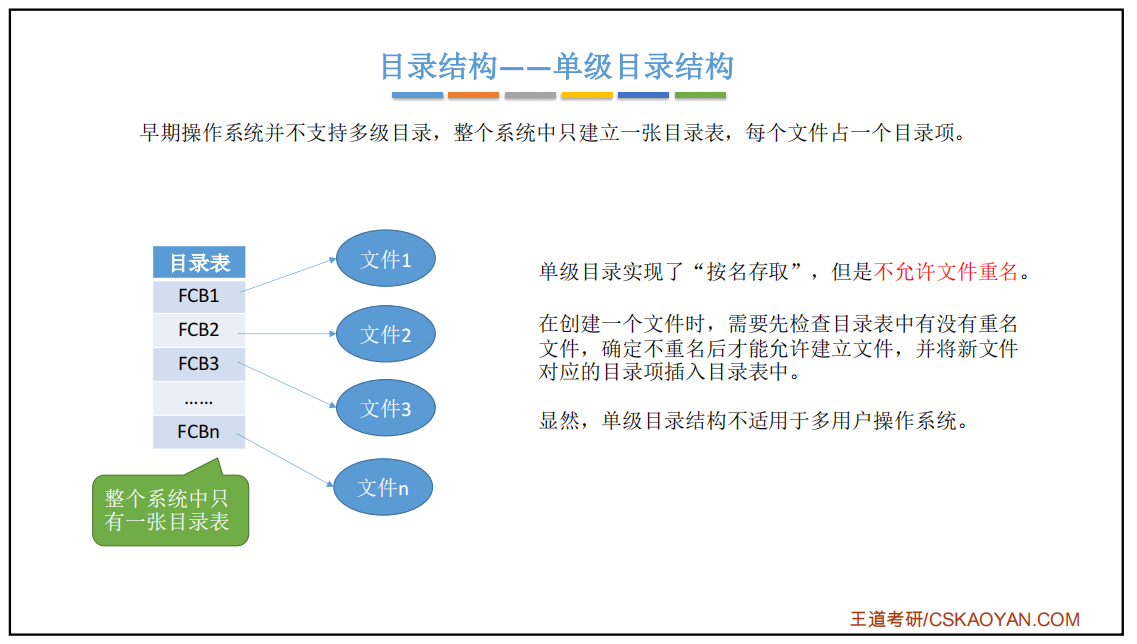 目录结构——单级目录结构
早期操作系统并不支持多级目录，整个系统中只建立一张目录表，每个文件占一个目录项。
目录表
FCB1
FCB2
FCB3
……
FCBn
文件1
文件2
文件3
文件n
整个系统中只
有一张目录表
单级目录实现了“按名存取”，但是不允许文件重名。
在创建一个文件时，需要先检查目录表中有没有重名
文件，确定不重名后才能允许建立文件，并将新文件
对应的目录项插入目录表中。
显然，单级目录结构不适用于多用户操作系统。
王道考研/CSKAOYAN.COM